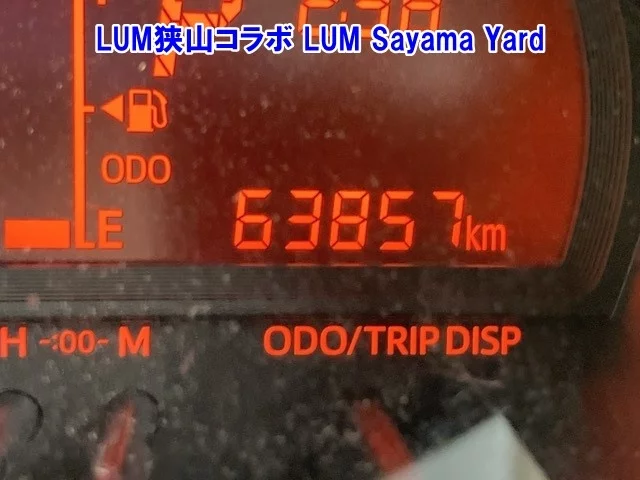 LUM狭山コラボ LUM Sayama Yard
P
ODO
E
63857km
H -:00- M
ODO/TRIP DISP